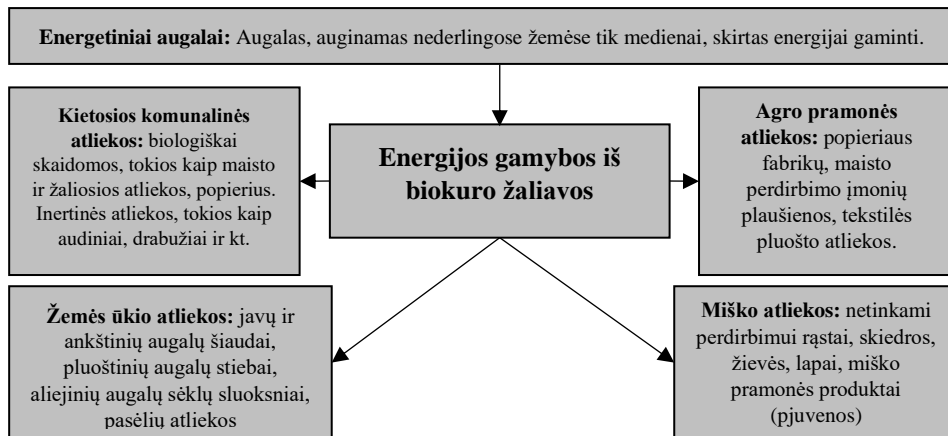 Energetiniai augalai: Augalas, auginamas nederlingose žemėse tik medienai, skirtas energijai gaminti.
Kietosios komunalinės
atliekos: biologiškai
skaidomos, tokios kaip maisto
ir žaliosios atliekos, popierius.
Inertinės atliekos, tokios kaip
audiniai, drabužiai ir kt.
Energijos gamybos iš
biokuro žaliavos
Agro pramonės
atliekos: popieriaus
fabrikų, maisto
perdirbimo įmonių
plaušienos, tekstilės
pluošto atliekos.
Žemės ūkio atliekos: javų ir
ankštinių augalų šiaudai,
pluoštinių augalų stiebai,
aliejinių augalų sėklų sluoksniai,
pasėlių atliekos
Miško atliekos: netinkami
perdirbimui rąstai, skiedros,
žievės, lapai, miško
pramonės produktai
(pjuvenos)